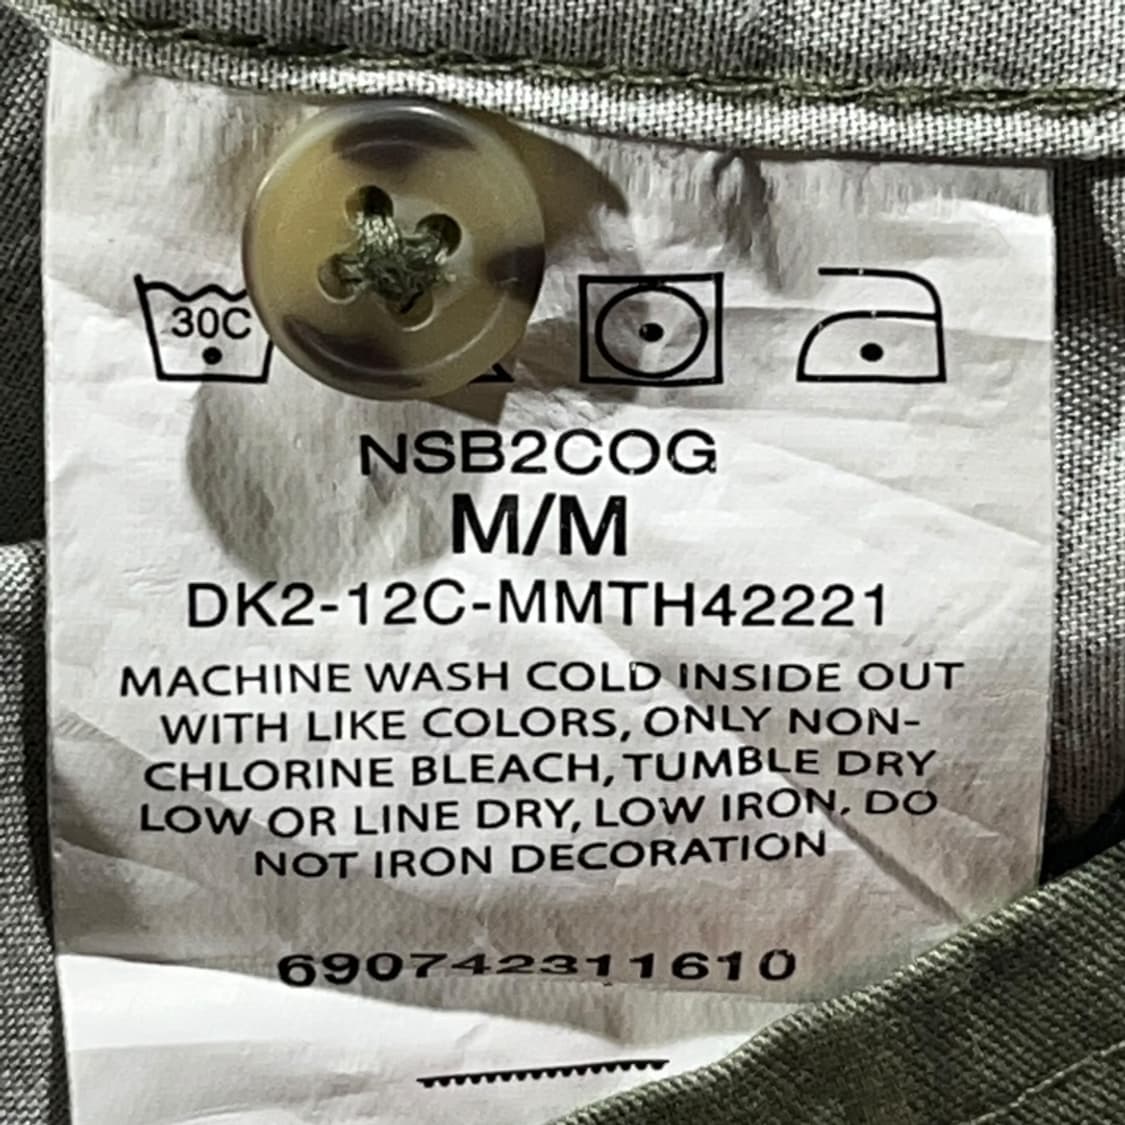 30C
NSB2COG
M/M
DK2-12C-MMTH42221
MACHINE WASH COLD INSIDE OUT
WITH LIKE COLORS, ONLY NON-
CHLORINE BLEACH, TUMBLE DRY
LOW OR LINE DRY, LOW IRON, DO
NOT IRON DECORATION
690742311610